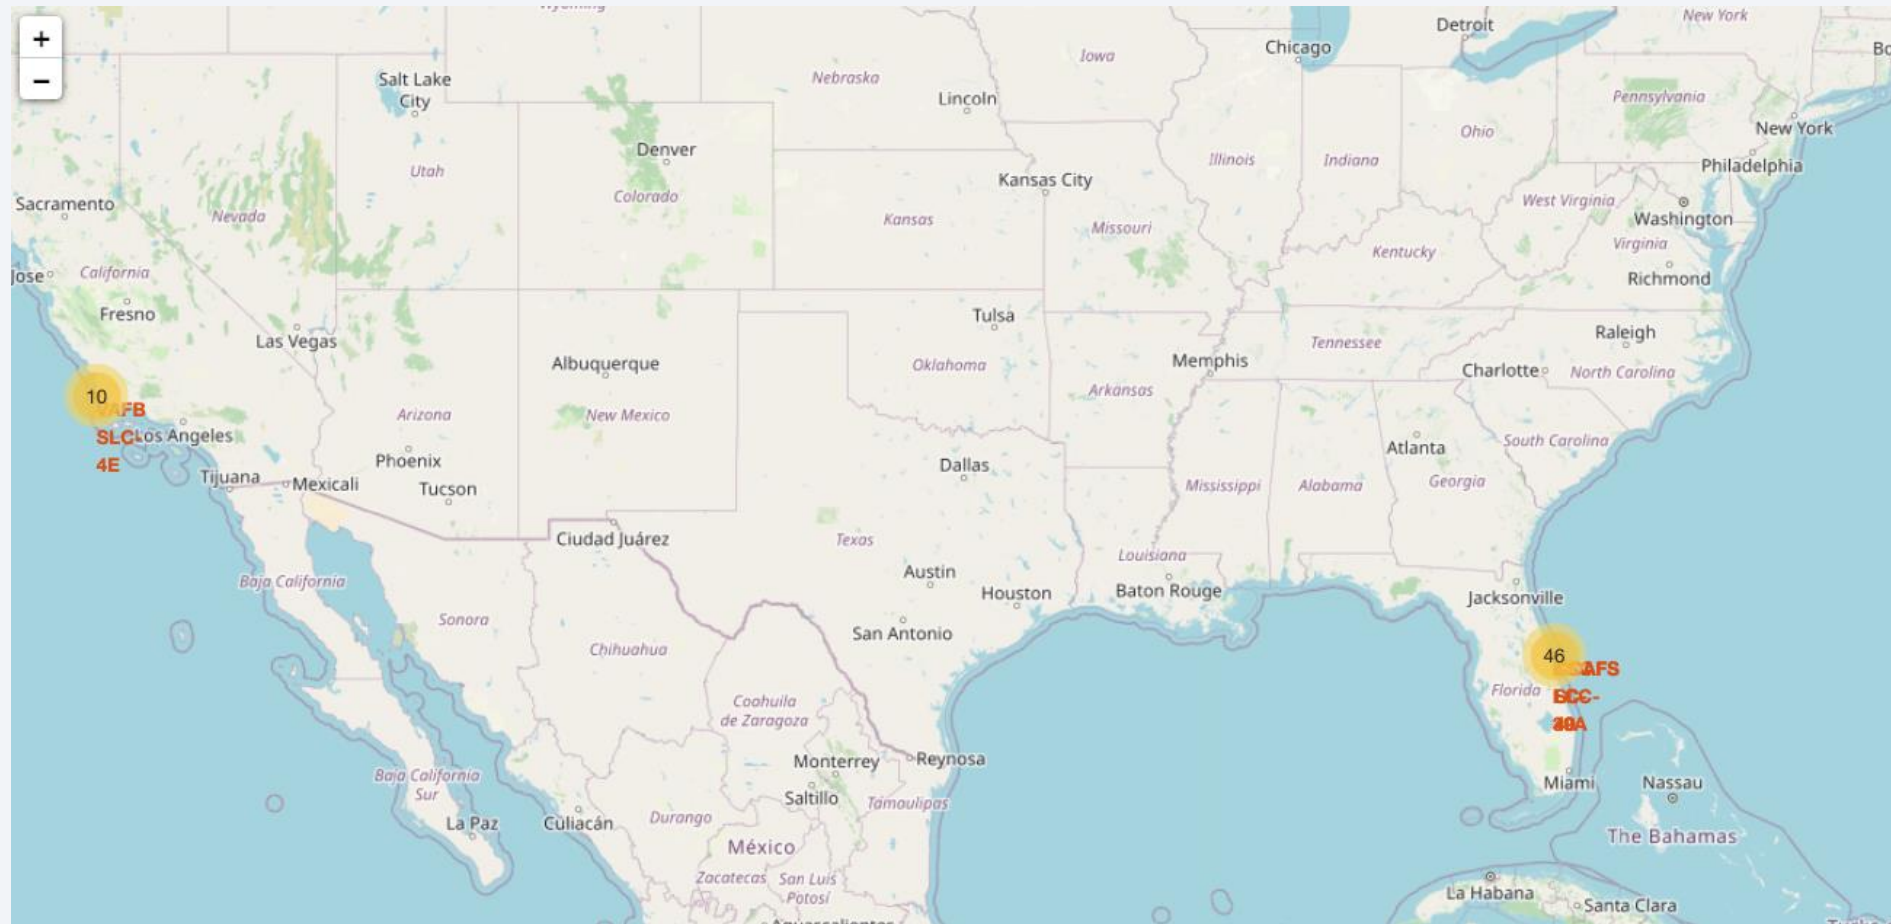 Wyoming
+
−
Salt Lake
City
Nebraska
Iowa
Chicago
Detroit
New York
Lincoln
Denver
Utah
Colorado
Sacramento
Nevada
Kansas City
Kansas
Missouri
Illinois
Indiana
Ohio
Pennsylvania
New York
Philadelphia
West Virginia
Washington
Virginia
Kentucky
Richmond
Jose
California
Fresno
Las Vegas
Tulsa
Raleigh
Tennessee
Albuquerque
Oklahoma
Memphis
Charlotte
North Carolina
10
VAFB
SLC-
4E
Los Angeles
Arizona
New Mexico
Arkansas
Atlanta
South Carolina
Phoenix
Tijuana
Mexicali
Tucson
Dallas
Mississippi
Alabama
Georgia
Ciudad Juárez
Texas
Louisiana
Baja California
Austin
Houston
Baton Rouge
Jacksonville
Sonora
San Antonio
Chihuahua
46
Florida
Coahuila
de Zaragoza
Baja California
Sur
Monterrey
Reynosa
Saltillo
Tamaulipas
Miami
Nassau
La Paz
Culiacán
Durango
México
The Bahamas
Zacatecas
San Luis
Potosí
La Habana
Santa Clara
Aguascalientes